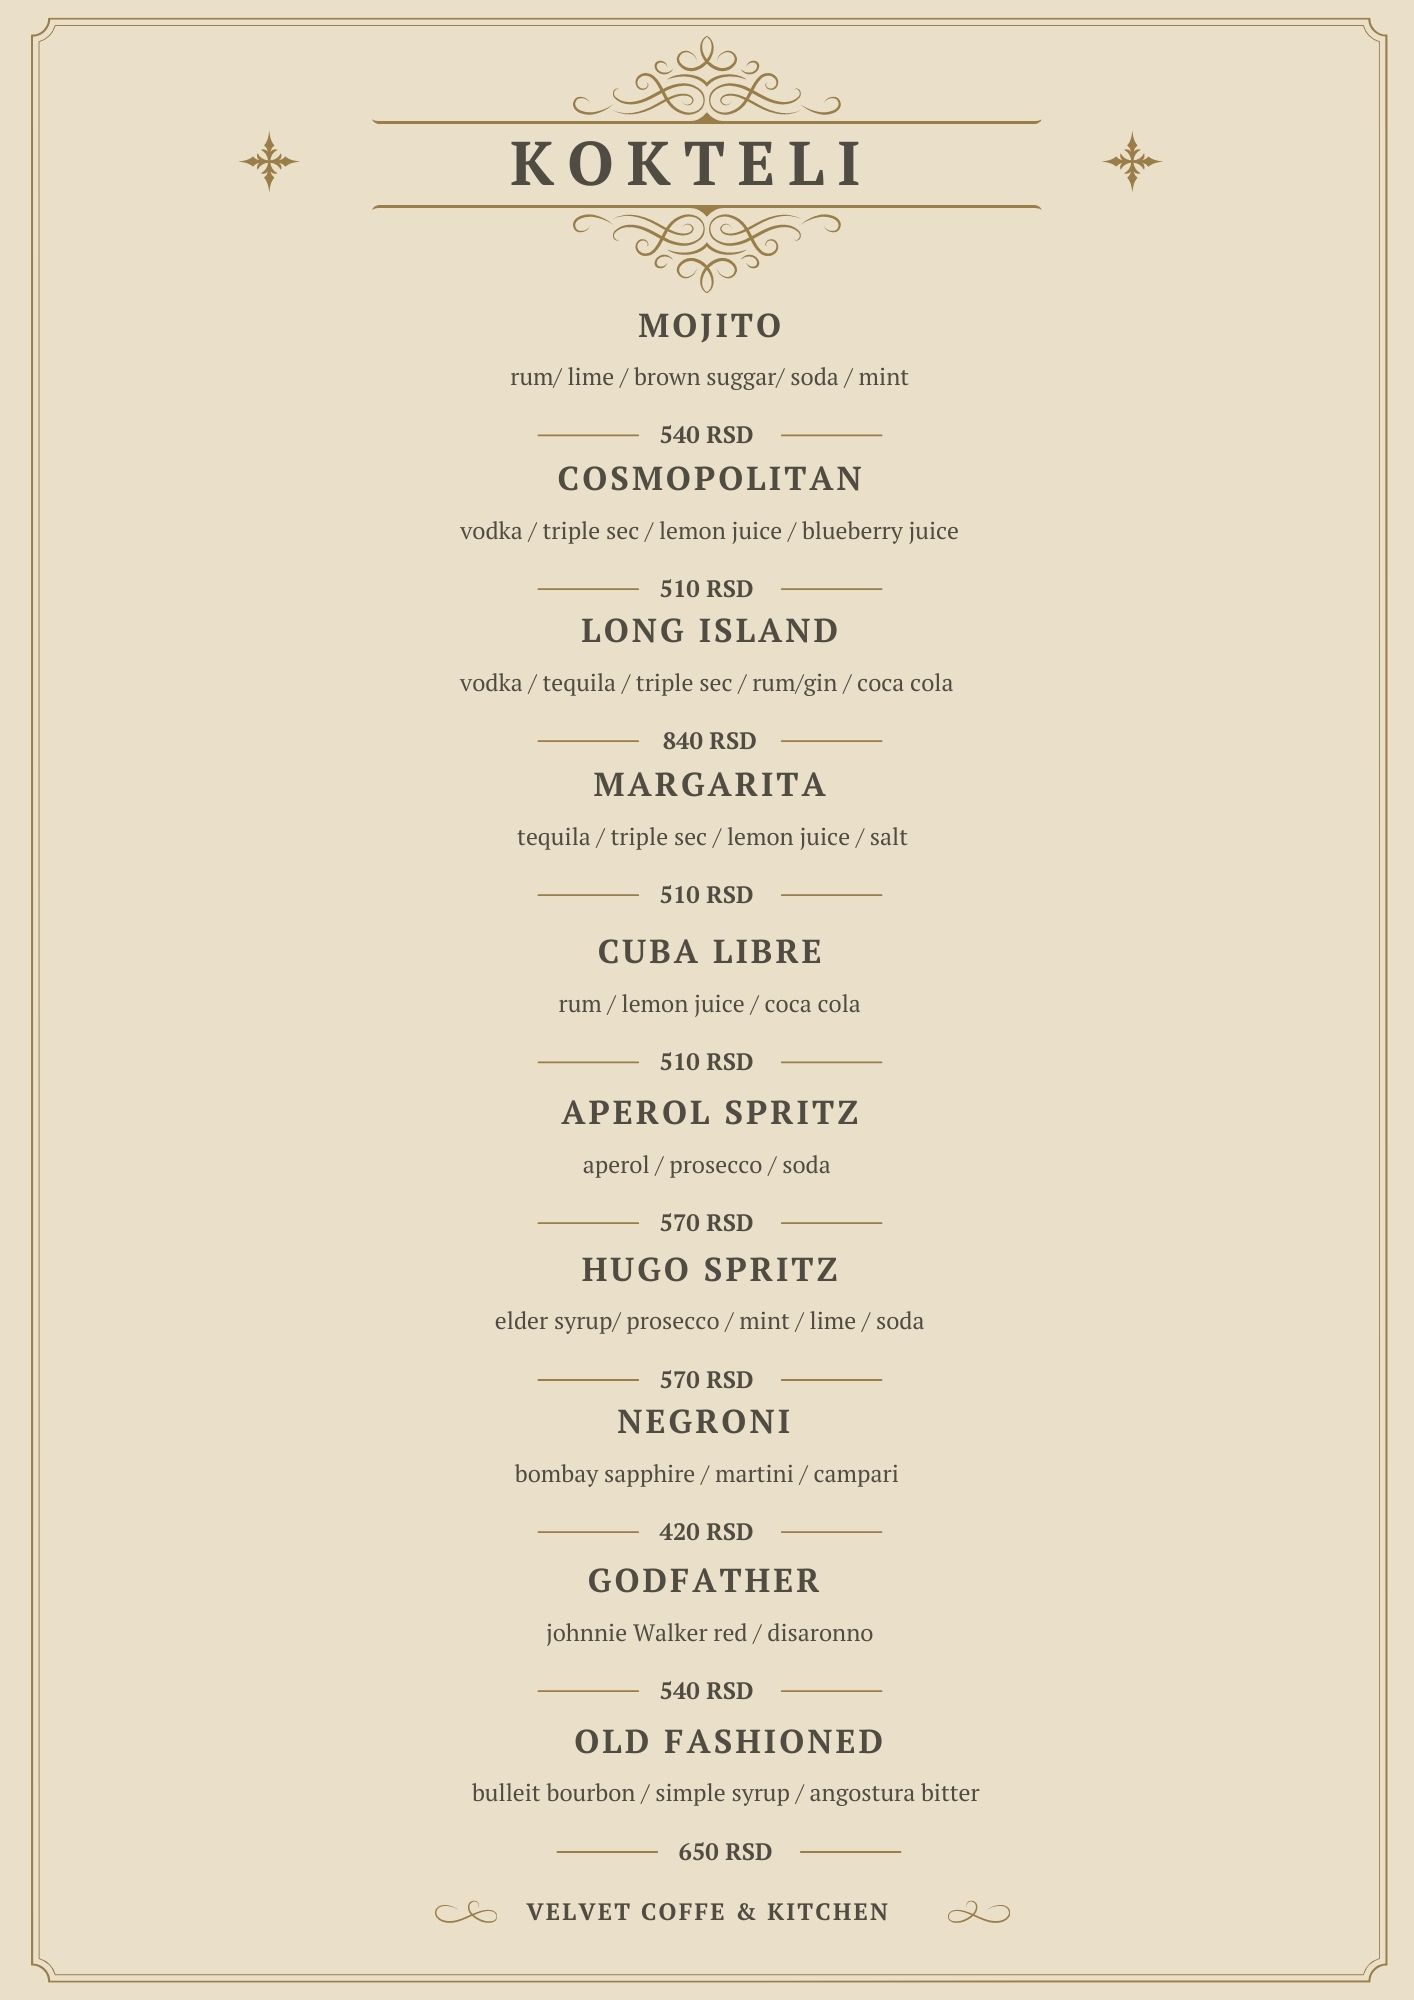 KOKTELI
MOJITO
rum/ lime / brown suggar/ soda / mint
540 RSD
COSMOPOLITAN
vodka / triple sec / lemon juice / blueberry juice
510 RSD
LONG ISLAND
vodka / tequila / triple sec / rum/gin / coca cola
840 RSD
MARGARITA
tequila / triple sec / lemon juice / salt
510 RSD
CUBA LIBRE
rum / lemon juice / coca cola
510 RSD
APEROL SPRITZ
aperol / prosecco / soda
570 RSD
HUGO SPRITZ
elder syrup/ prosecco / mint / lime / soda
570 RSD
NEGRONI
bombay sapphire / martini / campari
420 RSD
GODFATHER
johnnie Walker red / disaronno
540 RSD
OLD FASHIONED
bulleit bourbon / simple syrup / angostura bitter
650 RSD
VELVET COFFE & KITCHEN